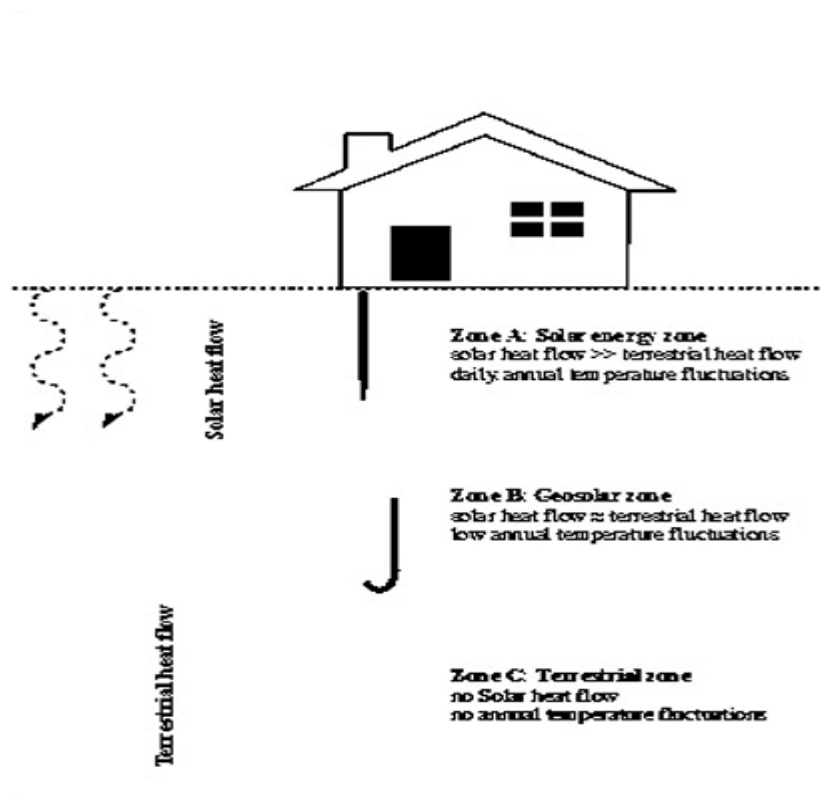 Solar heat flow
Zone A: Solar energy zone
solar heat flow >> terrestrial heat flow
daily annual temperature fluctuations
Zone B: Geosolar zone
solar heat flow ≈ terrestrial heat flow
low annual temperature fluctuations
Terrestrial heat flow
Zone C: Terrestrial zone
no Solar heat flow
no annual temperature fluctuations